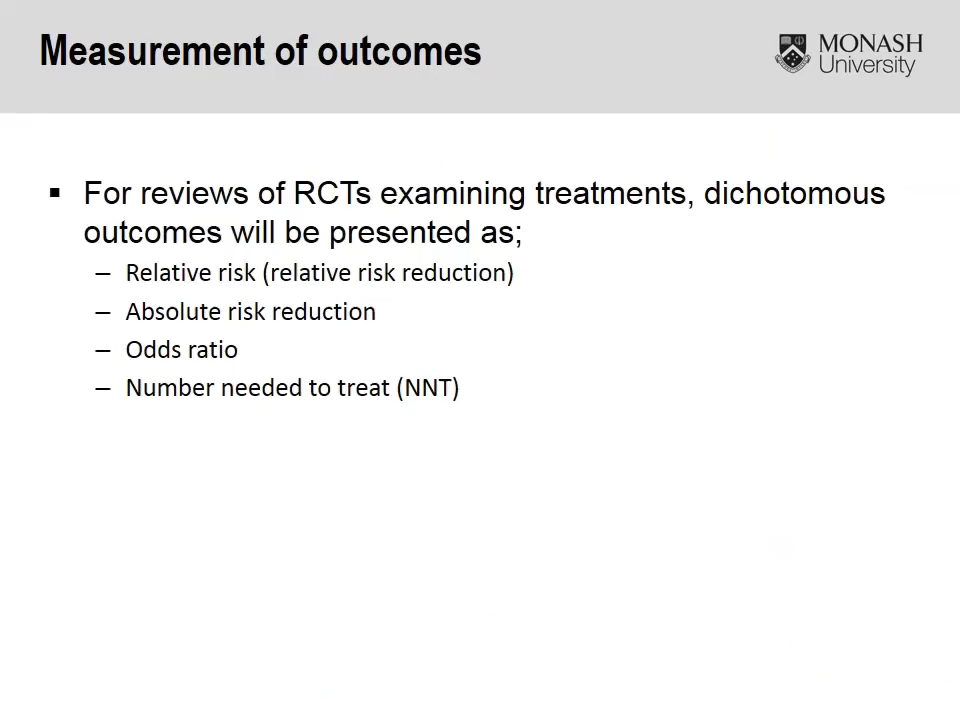 Measurement of outcomes
MONASH
University
▪ For reviews of RCTs examining treatments, dichotomous
outcomes will be presented as;
– Relative risk (relative risk reduction)
– Absolute risk reduction
– Odds ratio
– Number needed to treat (NNT)